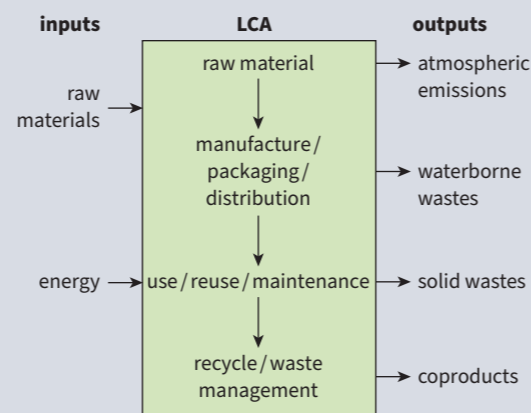 inputs
LCA
outputs
raw
materials
energy
raw material
manufacture/
packaging/
distribution
use/reuse/maintenance
recycle/waste
management
atmospheric
emissions
waterborne
wastes
solid wastes
coproducts